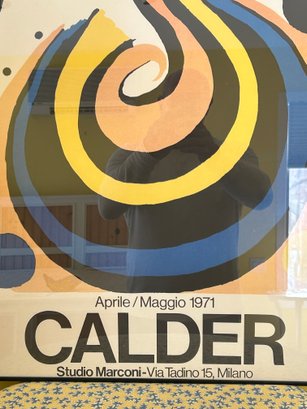 Aprile / Maggio 1971
CALDER
Studio Marconi - Via Tadino 15, Milano